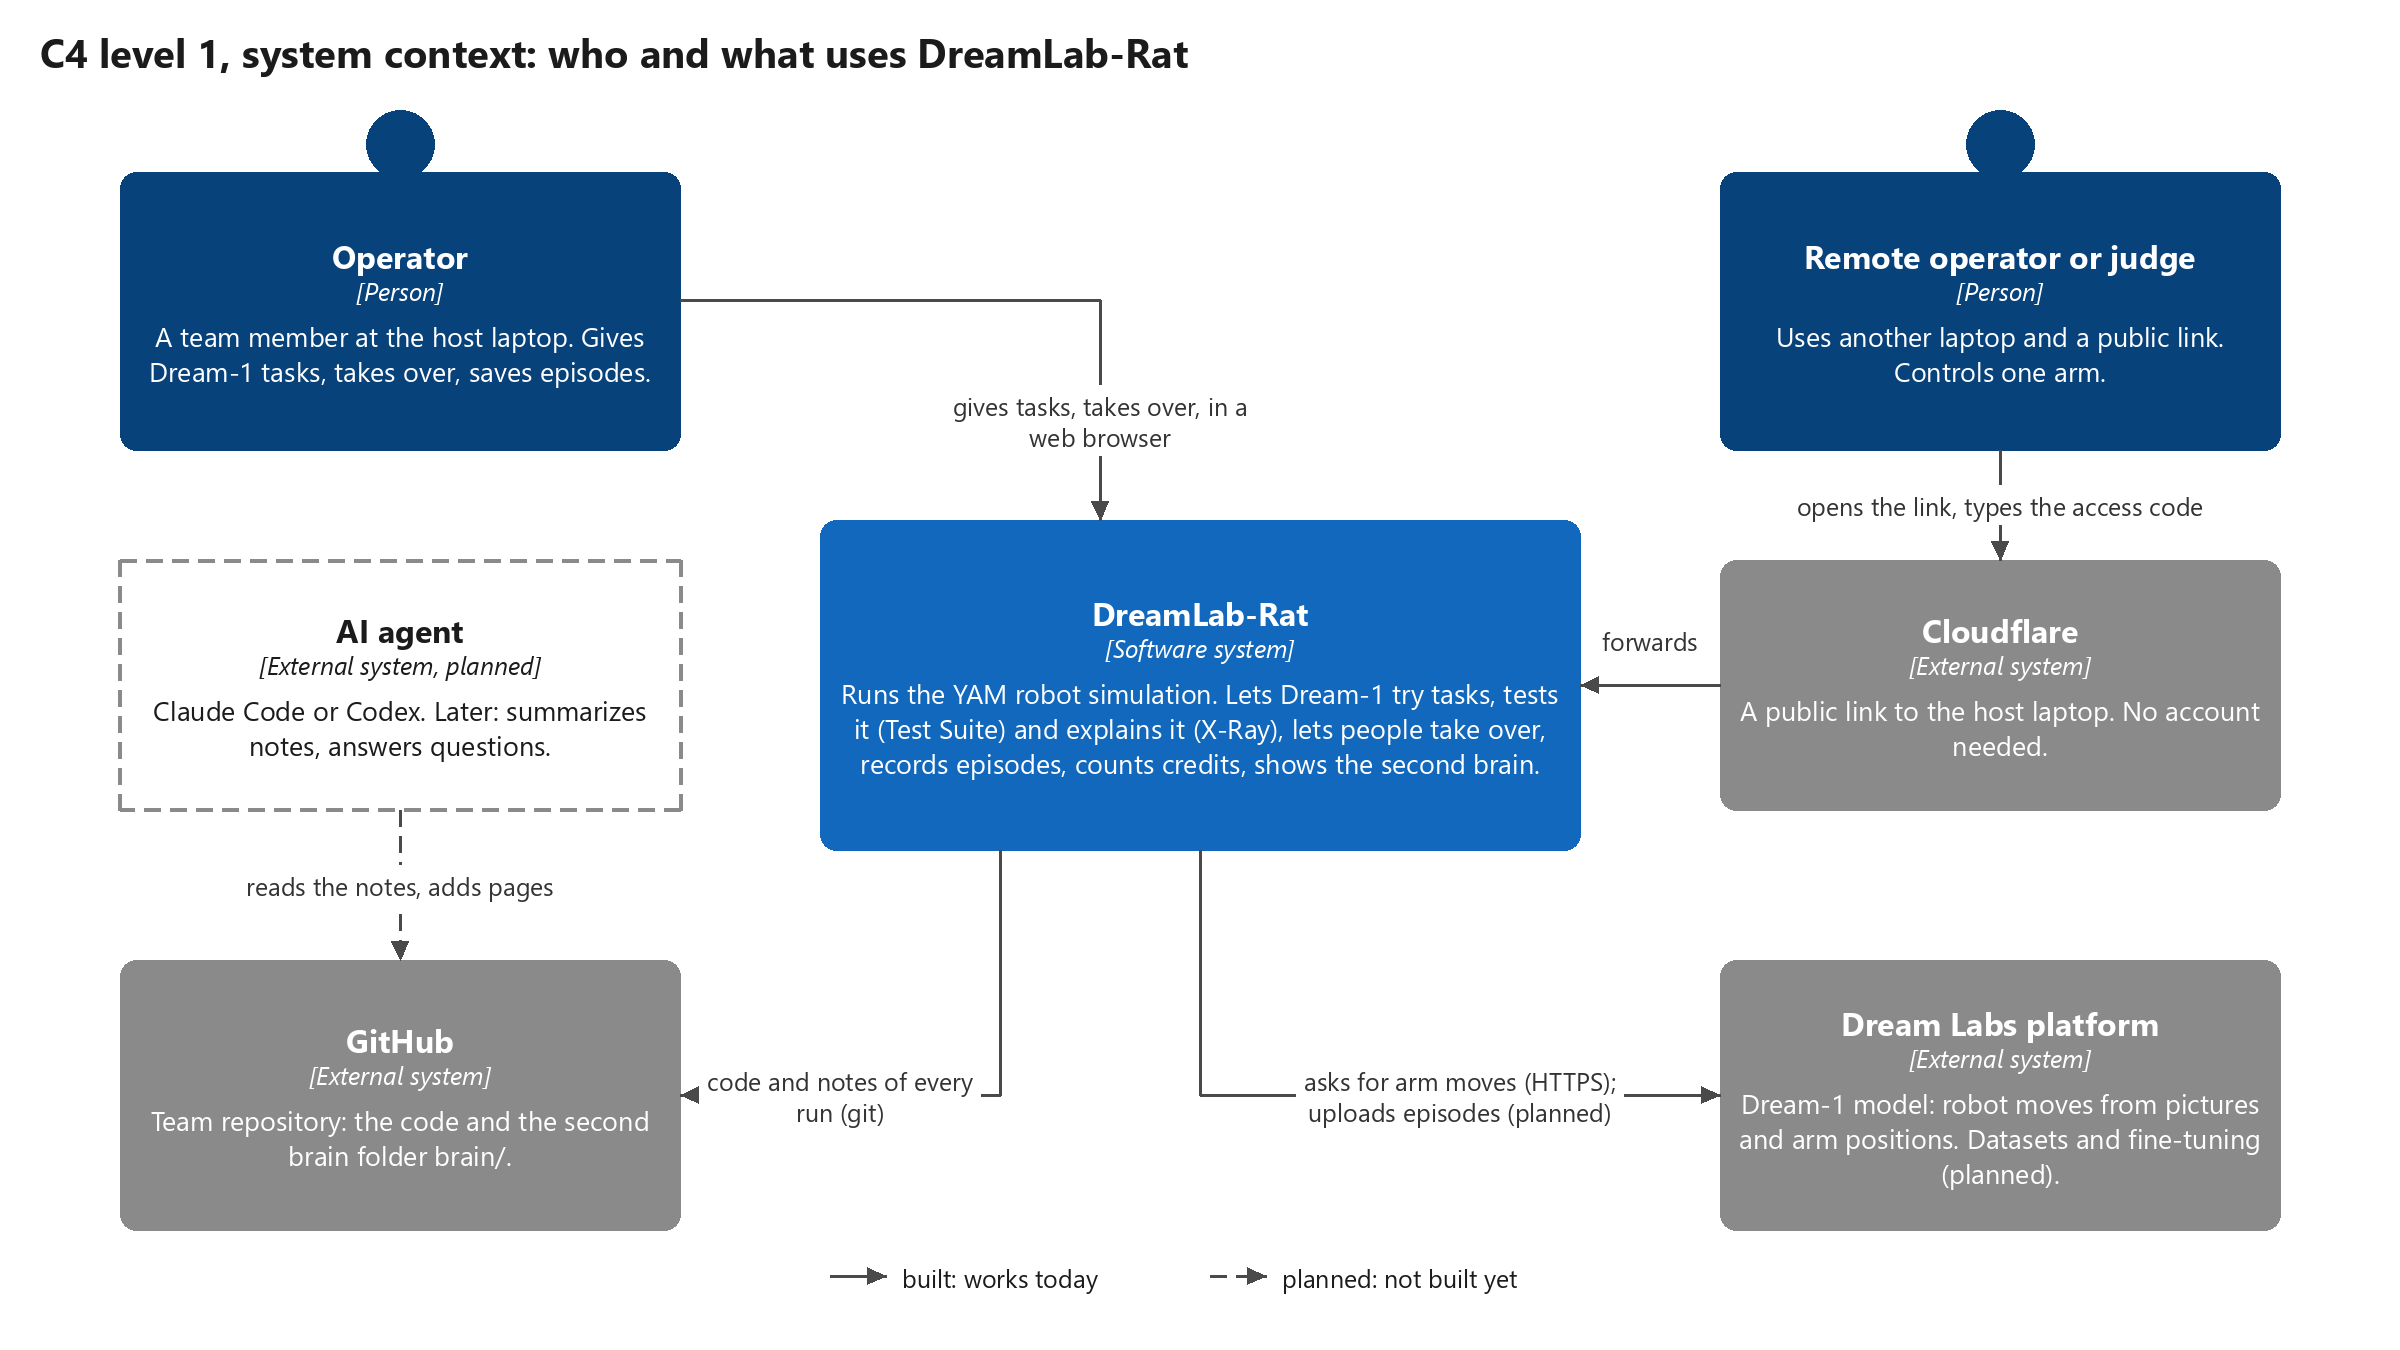 C4 level 1, system context: who and what uses DreamLab-Rat
Operator
[Person]
A team member at the host laptop. Gives
Dream-1 tasks, takes over, saves episodes.
Remote operator or judge
[Person]
Uses another laptop and a public link.
Controls one arm.
gives tasks, takes over, in a
web browser
opens the link, types the access code
AI agent
[External system, planned]
Claude Code or Codex. Later: summarizes
notes, answers questions.
DreamLab-Rat
[Software system]
Runs the YAM robot simulation. Lets Dream-1 try tasks, tests
it (Test Suite) and explains it (X-Ray), lets people take over,
records episodes, counts credits, shows the second brain.
forwards
Cloudflare
[External system]
A public link to the host laptop. No account
needed.
reads the notes, adds pages
GitHub
[External system]
Team repository: the code and the second
brain folder brain/.
code and notes of every
run (git)
asks for arm moves (HTTPS);
uploads episodes (planned)
Dream Labs platform
[External system]
Dream-1 model: robot moves from pictures
and arm positions. Datasets and fine-tuning
(planned).
built: works today
planned: not built yet